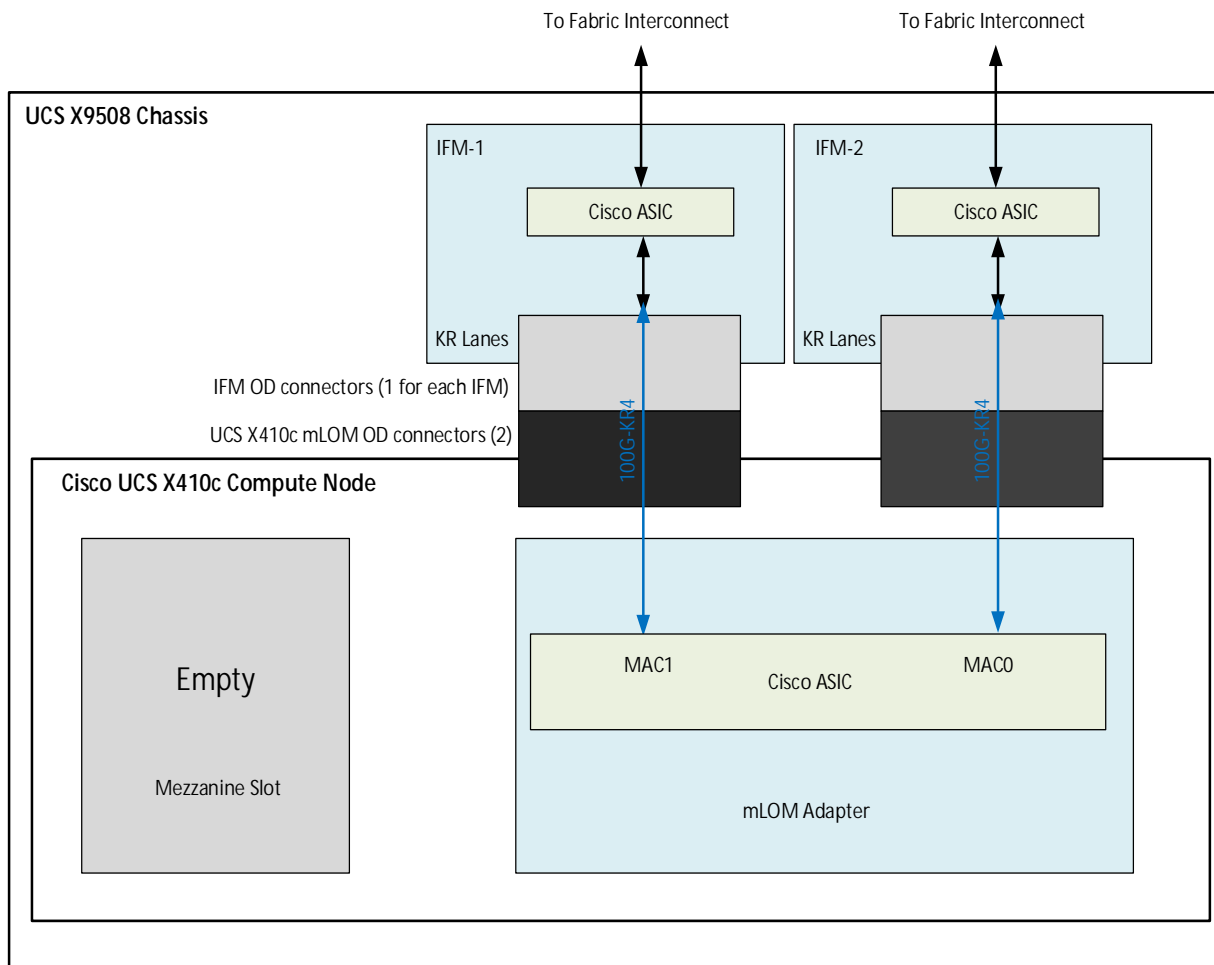 To Fabric Interconnect
To Fabric Interconnect
UCS X9508 Chassis
IFM-1
IFM-2
Cisco ASIC
Cisco ASIC
KR Lanes
KR Lanes
IFM OD connectors (1 for each IFM)
UCS X410c mLOM OD connectors (2)
100G-KR4
100G-KR4
Cisco UCS X410c Compute Node
Empty
Mezzanine Slot
MAC1
MAC0
Cisco ASIC
mLOM Adapter